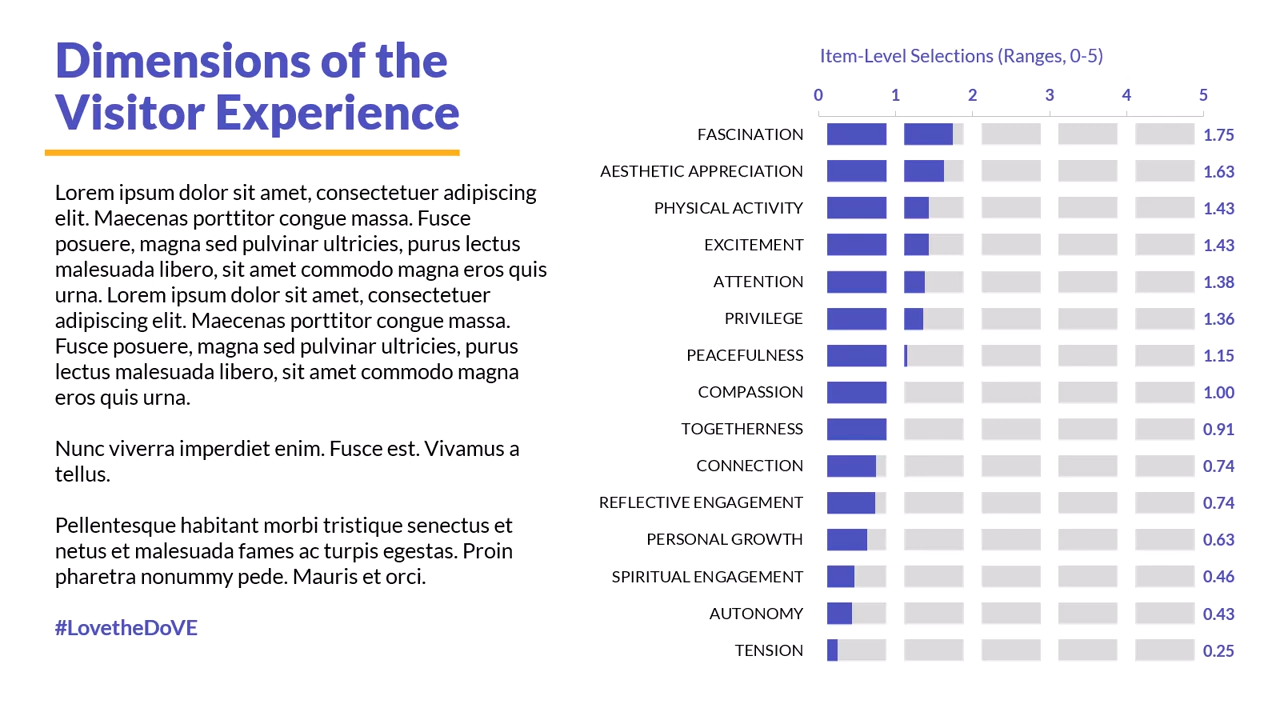 Dimensions of the
Visitor Experience
Lorem ipsum dolor sit amet, consectetuer adipiscing
elit. Maecenas porttitor congue massa. Fusce
posuere, magna sed pulvinar ultricies, purus lectus
malesuada libero, sit amet commodo magna eros quis
urna. Lorem ipsum dolor sit amet, consectetuer
adipiscing elit. Maecenas porttitor congue massa.
Fusce posuere, magna sed pulvinar ultricies, purus
lectus malesuada libero, sit amet commodo magna
eros quis urna.
Nunc viverra imperdiet enim. Fusce est. Vivamus a
tellus.
Pellentesque habitant morbi tristique senectus et
netus et malesuada fames ac turpis egestas. Proin
pharetra nonummy pede. Mauris et orci.
#LovetheDoVE
Item-Level Selections (Ranges, 0-5)
0 1 2 3 4 5
FASCINATION 1.75
AESTHETIC APPRECIATION 1.63
PHYSICAL ACTIVITY 1.43
EXCITEMENT 1.43
ATTENTION 1.38
PRIVILEGE 1.36
PEACEFULNESS 1.15
COMPASSION 1.00
TOGETHERNESS 0.91
CONNECTION 0.74
REFLECTIVE ENGAGEMENT 0.74
PERSONAL GROWTH 0.63
SPIRITUAL ENGAGEMENT 0.46
AUTONOMY 0.43
TENSION 0.25